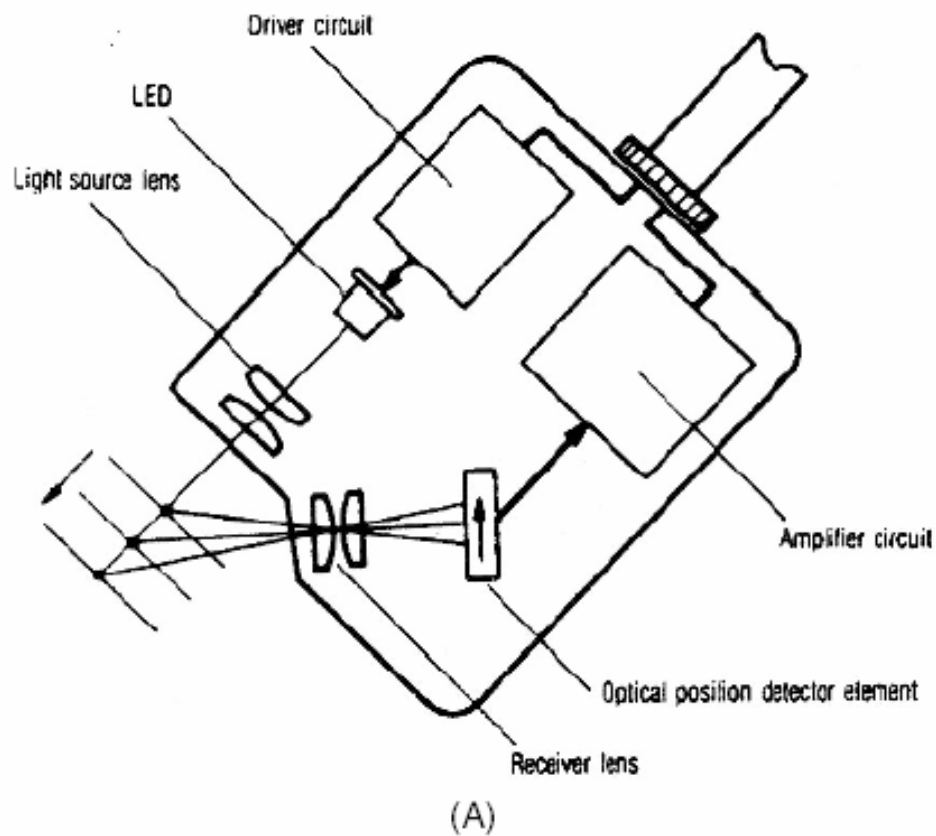 Driver circuit
LED
Light source lens
Amplifier circuit
Optical position detector element
Receiver lens
(A)